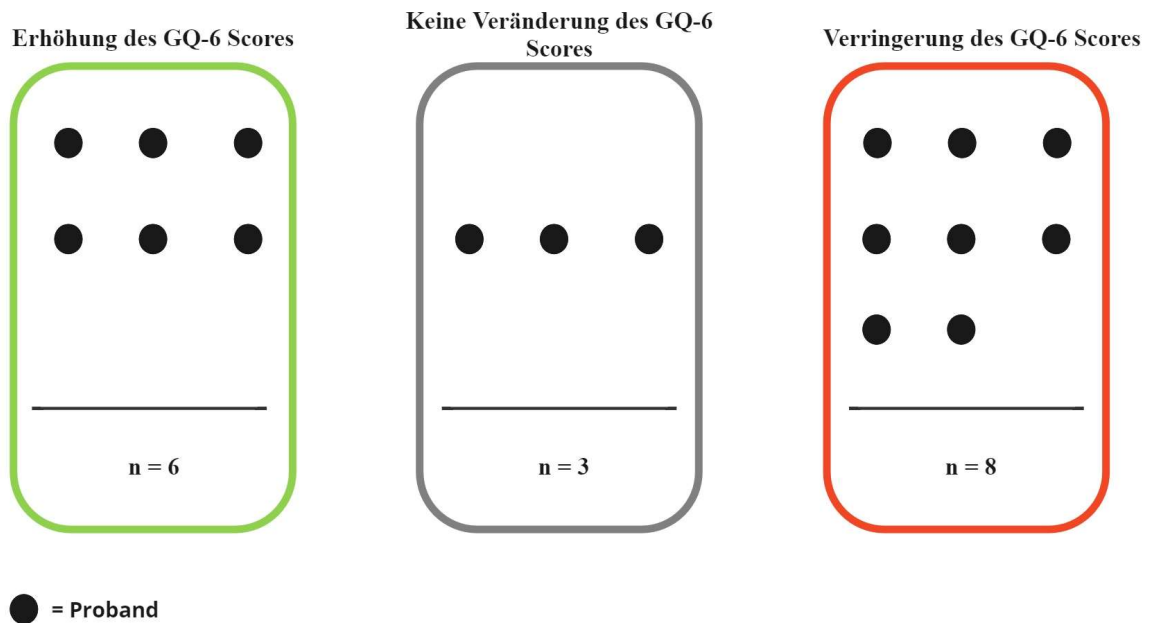 Erhöhung des GQ-6 Scores
Keine Veränderung des GQ-6
Scores
Verringerung des GQ-6 Scores
n = 6
n = 3
n = 8
= Proband